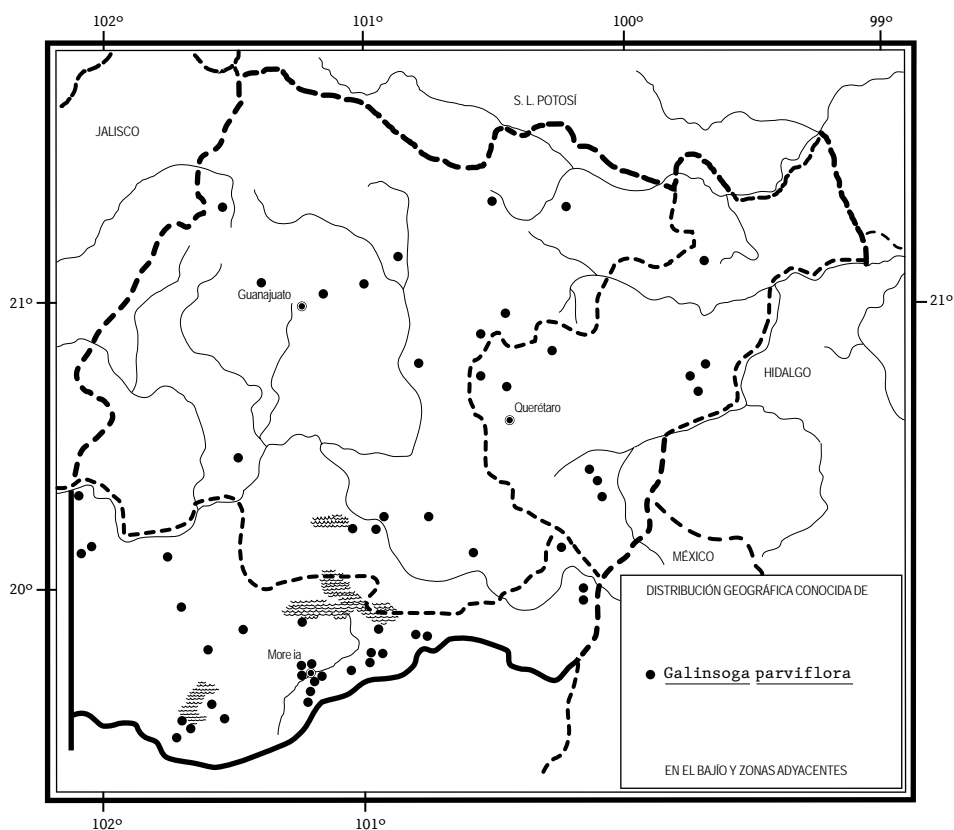 102º 101º 100º 99º
S. L. POTOSÍ
JALISCO
Guanajuato
21º 21º
HIDALGO
Querétaro
MÉXICO
20º
DISTRIBUCIÓN GEOGRÁFICA CONOCIDA DE
Morelia
Galinsoga parviflora
EN EL BAJÍO Y ZONAS ADYACENTES
102º 101º